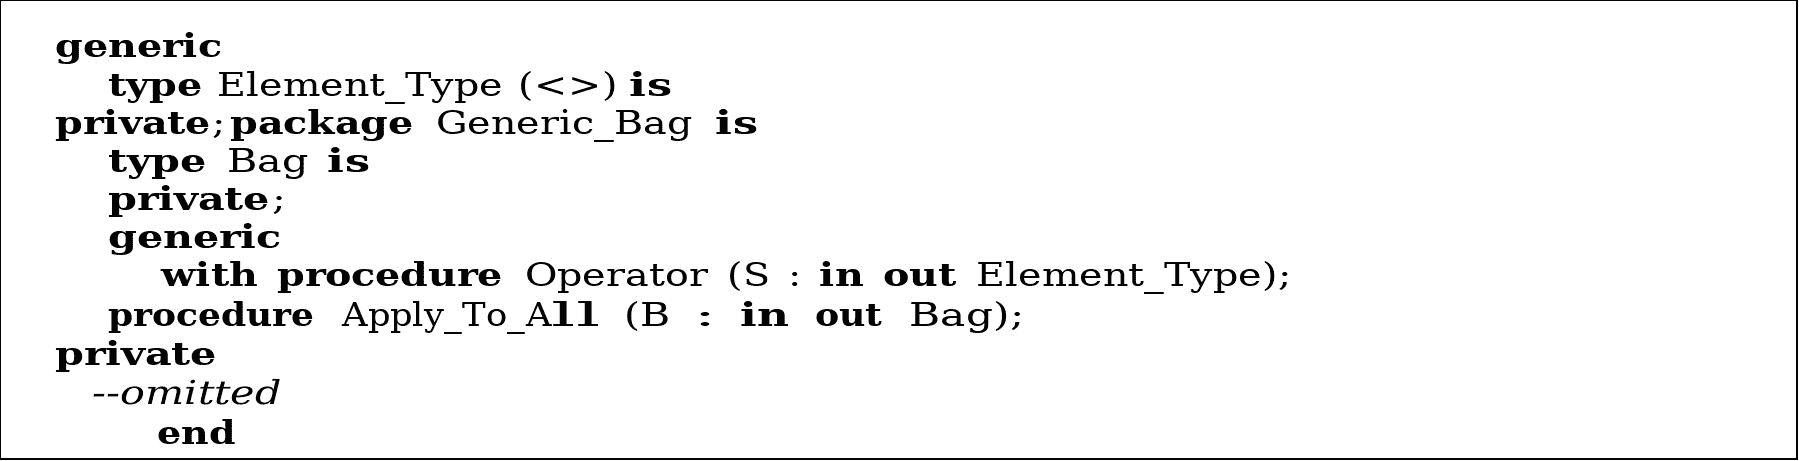 generic
type Element_Type (<>) is
private;package Generic_Bag is
type Bag is
private;
generic
with procedure Operator (S : in out Element_Type);
procedure Apply_To_All (B : in out Bag);
private
--omitted
end